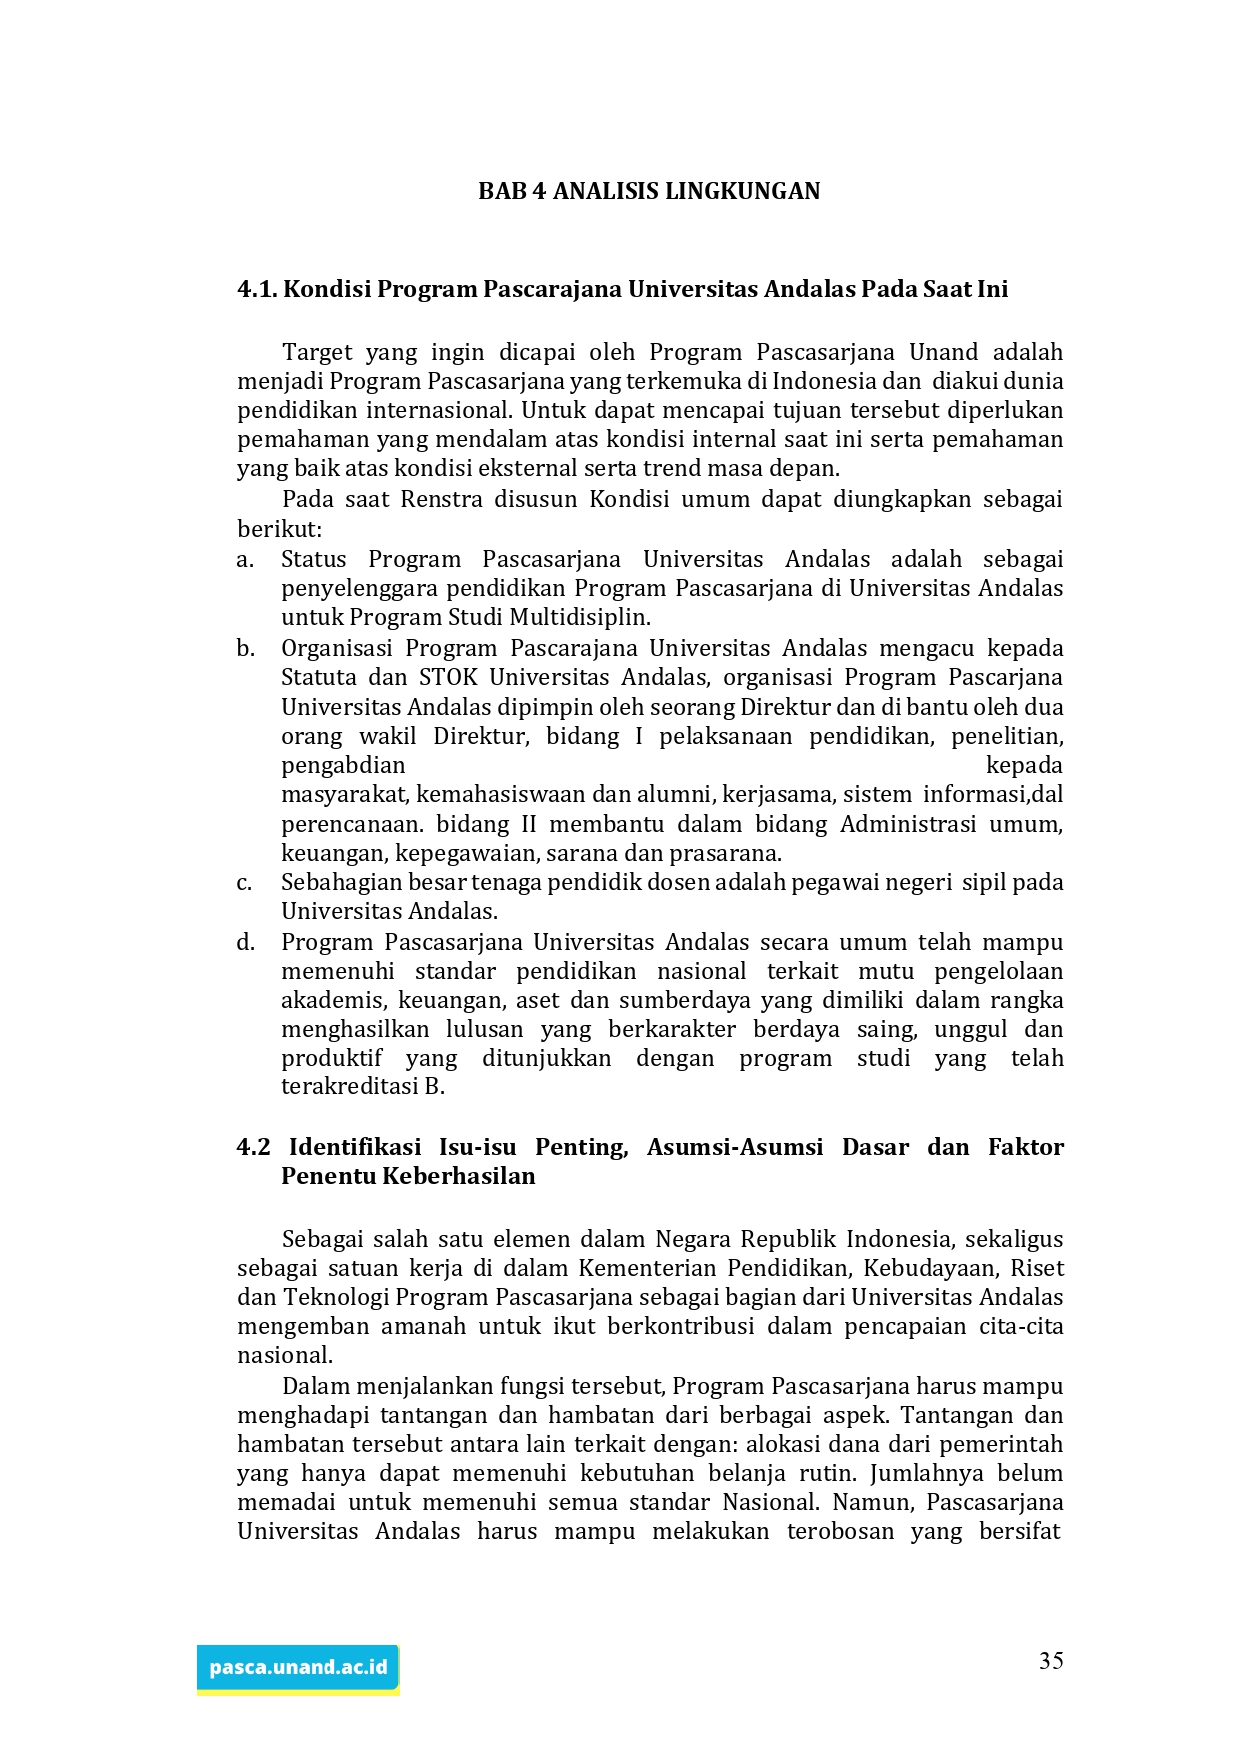 BAB 4 ANALISIS LINGKUNGAN
4.1. Kondisi Program Pascarajana Universitas Andalas Pada Saat Ini
Target yang ingin dicapai oleh Program Pascasarjana Unand adalah
menjadi Program Pascasarjana yang terkemuka di Indonesia dan diakui dunia
pendidikan internasional. Untuk dapat mencapai tujuan tersebut diperlukan
pemahaman yang mendalam atas kondisi internal saat ini serta pemahaman
yang baik atas kondisi eksternal serta trend masa depan.
Pada saat Renstra disusun Kondisi umum dapat diungkapkan sebagai
berikut:
a. Status Program Pascasarjana Universitas Andalas adalah sebagai
penyelenggara pendidikan Program Pascasarjana di Universitas Andalas
untuk Program Studi Multidisiplin.
b. Organisasi Program Pascarajana Universitas Andalas mengacu kepada
Statuta dan STOK Universitas Andalas, organisasi Program Pascarjana
Universitas Andalas dipimpin oleh seorang Direktur dan di bantu oleh dua
orang wakil Direktur, bidang I pelaksanaan pendidikan, penelitian,
pengabdian kepada
masyarakat, kemahasiswaan dan alumni, kerjasama, sistem informasi,dal
perencanaan. bidang II membantu dalam bidang Administrasi umum,
keuangan, kepegawaian, sarana dan prasarana.
c. Sebahagian besar tenaga pendidik dosen adalah pegawai negeri sipil pada
Universitas Andalas.
d. Program Pascasarjana Universitas Andalas secara umum telah mampu
memenuhi standar pendidikan nasional terkait mutu pengelolaan
akademis, keuangan, aset dan sumberdaya yang dimiliki dalam rangka
menghasilkan lulusan yang berkarakter berdaya saing, unggul dan
produktif yang ditunjukkan dengan program studi yang telah
terakreditasi B.
4.2 Identifikasi Isu-isu Penting, Asumsi-Asumsi Dasar dan Faktor
Penentu Keberhasilan
Sebagai salah satu elemen dalam Negara Republik Indonesia, sekaligus
sebagai satuan kerja di dalam Kementerian Pendidikan, Kebudayaan, Riset
dan Teknologi Program Pascasarjana sebagai bagian dari Universitas Andalas
mengemban amanah untuk ikut berkontribusi dalam pencapaian cita-cita
nasional.
Dalam menjalankan fungsi tersebut, Program Pascasarjana harus mampu
menghadapi tantangan dan hambatan dari berbagai aspek. Tantangan dan
hambatan tersebut antara lain terkait dengan: alokasi dana dari pemerintah
yang hanya dapat memenuhi kebutuhan belanja rutin. Jumlahnya belum
memadai untuk memenuhi semua standar Nasional. Namun, Pascasarjana
Universitas Andalas harus mampu melakukan terobosan yang bersifat
pasca.unand.ac.id
35